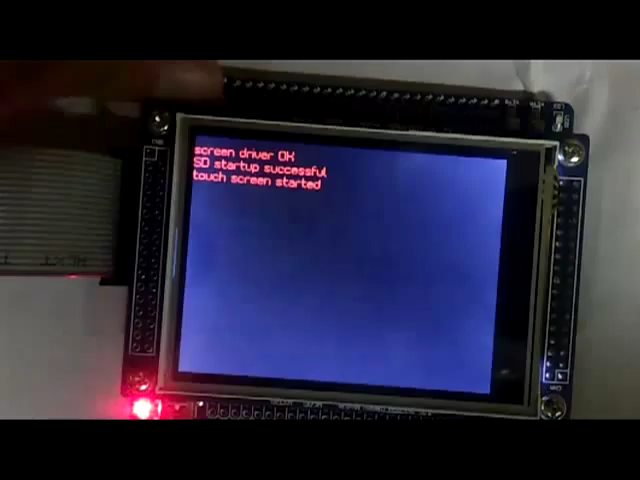 screen driver OK
SD startup successful
touch screen started